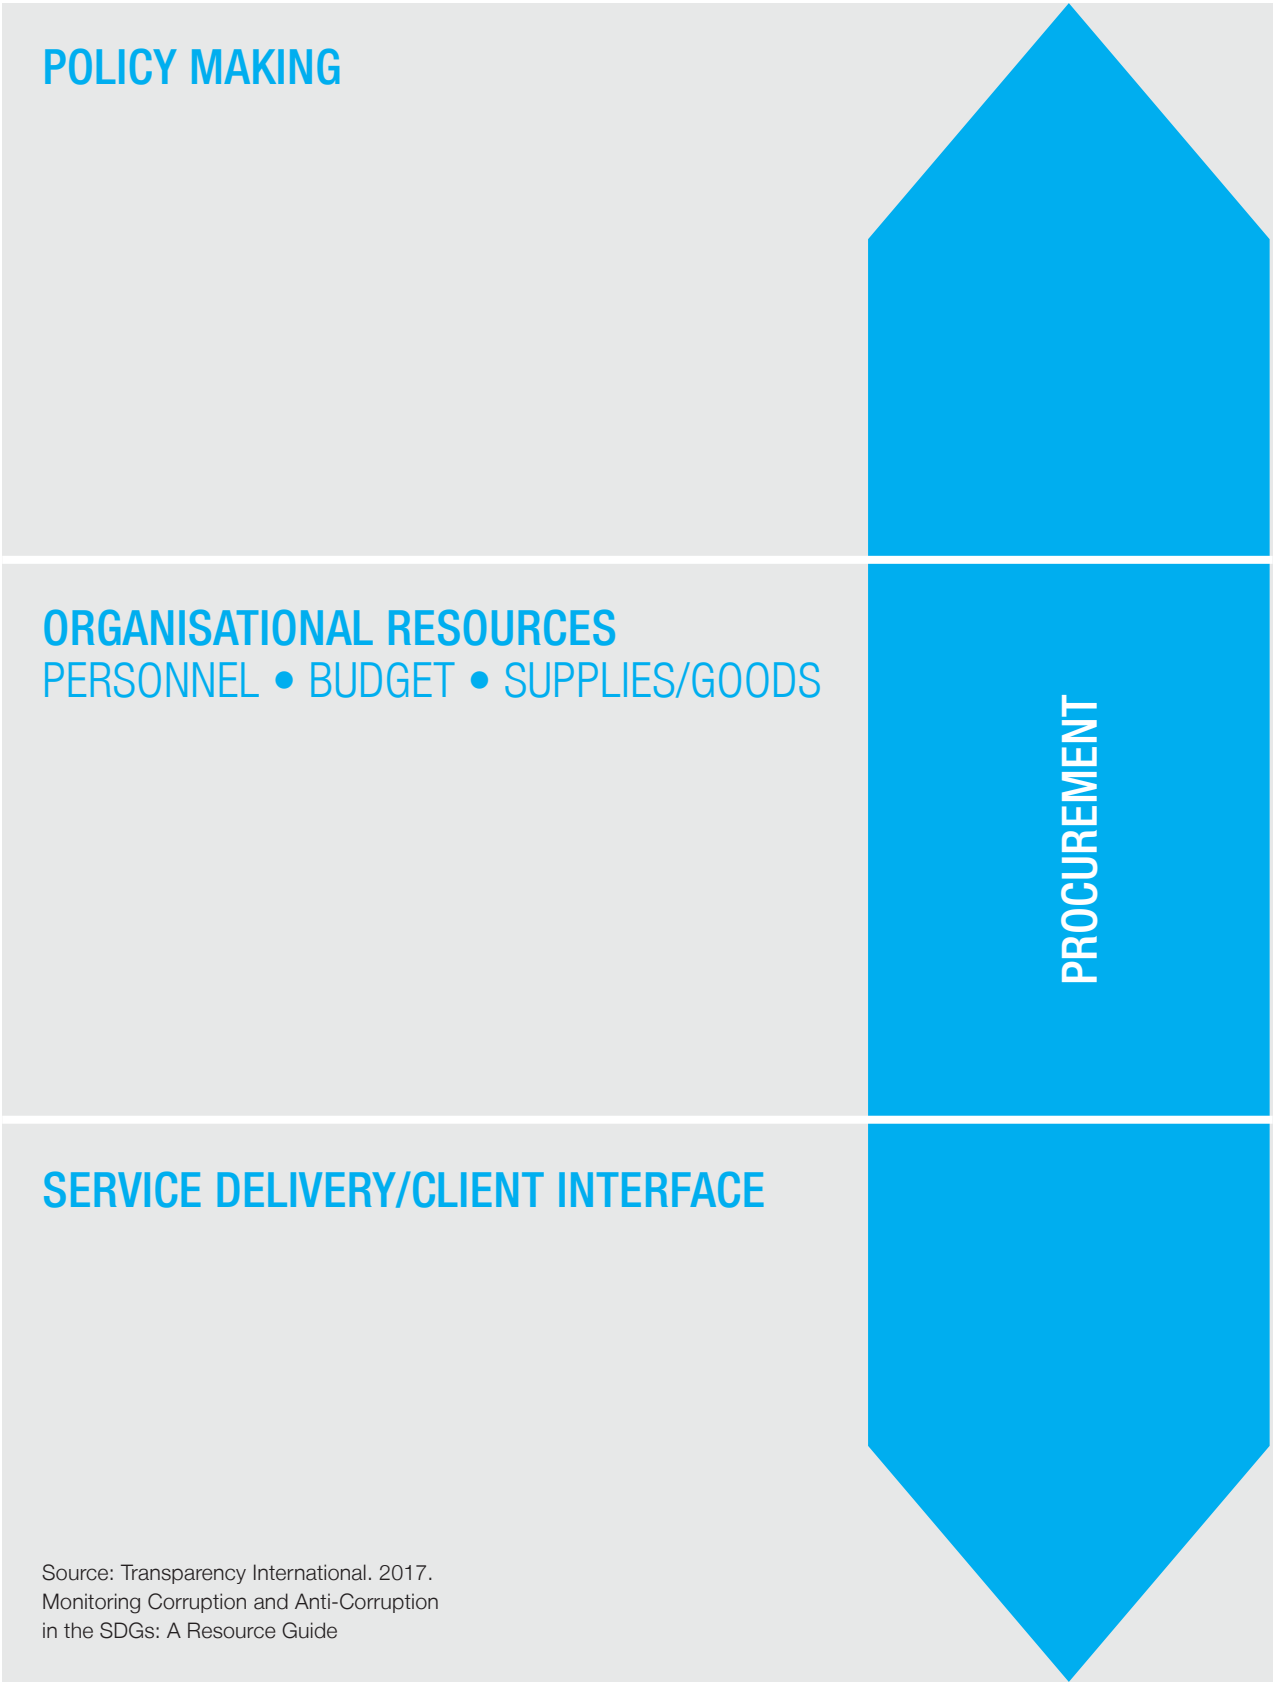 POLICY MAKING
ORGANISATIONAL RESOURCES
PERSONNEL • BUDGET • SUPPLIES/GOODS
PROCUREMENT
SERVICE DELIVERY/CLIENT INTERFACE
Source: Transparency International. 2017.
Monitoring Corruption and Anti-Corruption
in the SDGs: A Resource Guide